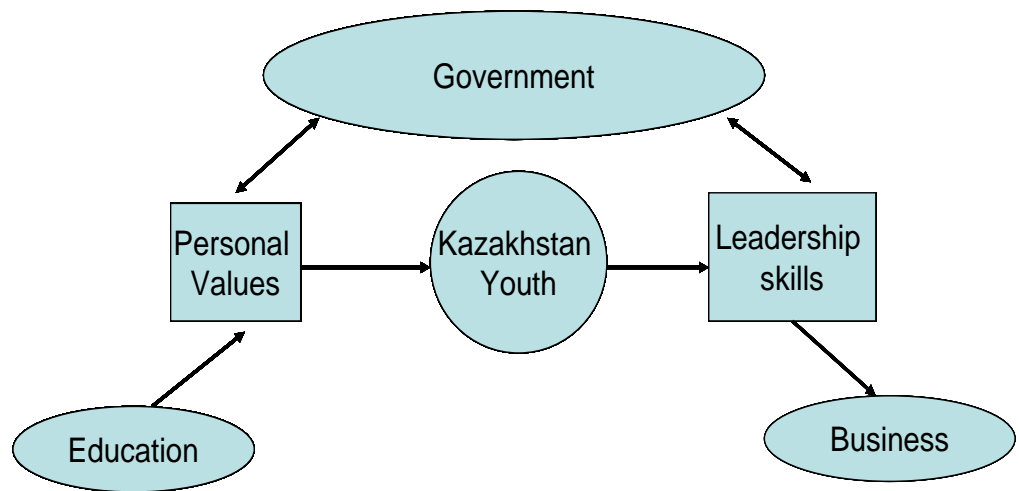 Government
Personal
Values
Kazakhstan
Youth
Leadership
skills
Education
Business